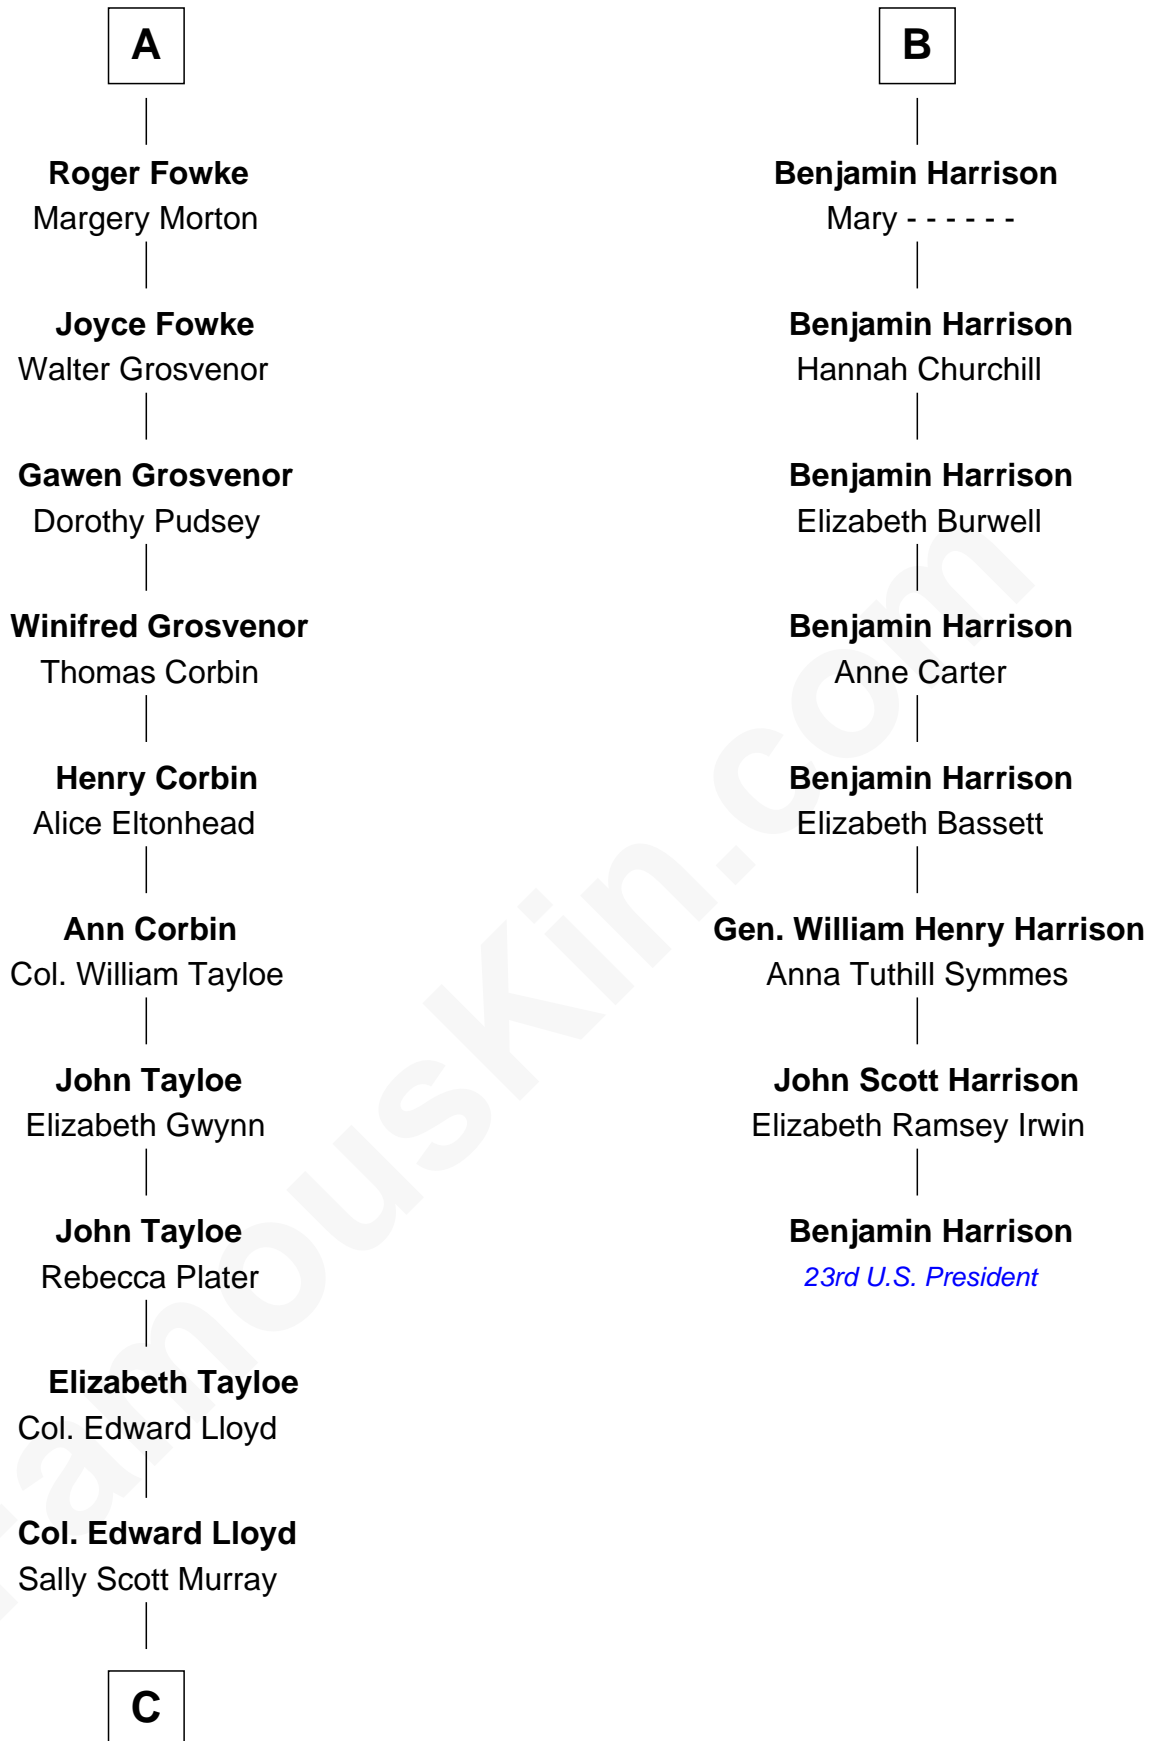 A
Roger Fowke
Margery Morton
Joyce Fowke
Walter Grosvenor
Gawen Grosvenor
Dorothy Pudsey
Winifred Grosvenor
Thomas Corbin
Henry Corbin
Alice Eltonhead
Ann Corbin
Col. William Tayloe
John Tayloe
Elizabeth Gwynn
John Tayloe
Rebecca Plater
Elizabeth Tayloe
Col. Edward Lloyd
Col. Edward Lloyd
Sally Scott Murray
C
B
Benjamin Harrison
Mary - - - - - -
Benjamin Harrison
Hannah Churchill
Benjamin Harrison
Elizabeth Burwell
Benjamin Harrison
Anne Carter
Benjamin Harrison
Elizabeth Bassett
Gen. William Henry Harrison
Anna Tuthill Symmes
John Scott Harrison
Elizabeth Ramsey Irwin
Benjamin Harrison
23rd U.S. President
FamousKin.com